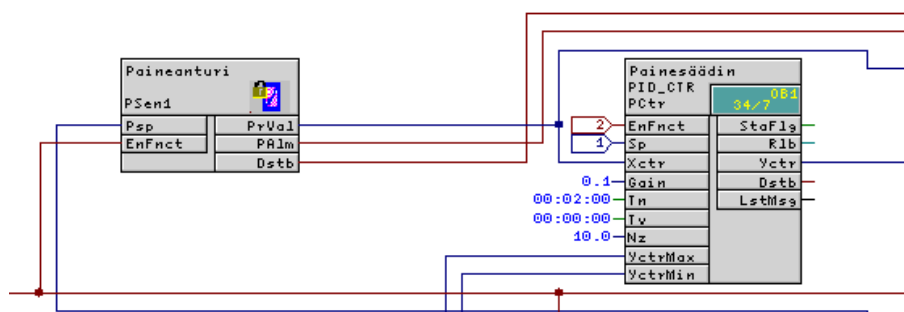 Paineanturi
PSen1
Psp PrVal
EnFnct PAlm
Dstb
Painesäädin
PID_CTR
PCtr OB1
34/7
2 EnFnct StaFlg
1 Sp Rlb
Xctr Yctr
0.1 Gain Dstb
00:02:00 Tn LstMsg
00:00:00 Tv
10.0 Nz
YctrMax
YctrMin